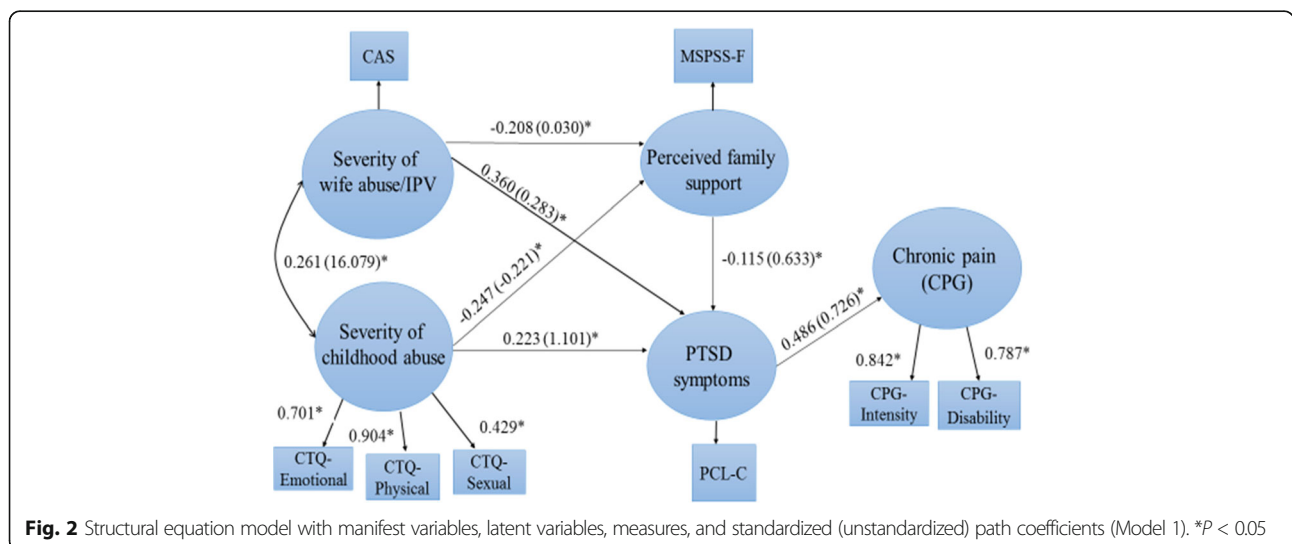 CAS
MSPSS-F
-0.208 (0.030)*
Severity of
wife abuse/IPV
Perceived family
support
0.360 (0.283)*
0.261 (16.079)*
-0.247 (-0.221)*
-0.115 (0.633)*
Chronic pain
(CPG)
Severity of
childhood abuse
0.223 (1.101)*
PTSD
symptoms
0.486 (0.726)*
0.842*
0.787*
CPG-
Intensity
CPG-
Disability
0.701*
0.904*
0.429*
CTQ-
Emotional
CTQ-
Physical
CTQ-
Sexual
PCL-C
Fig. 2 Structural equation model with manifest variables, latent variables, measures, and standardized (unstandardized) path coefficients (Model 1). *P < 0.05